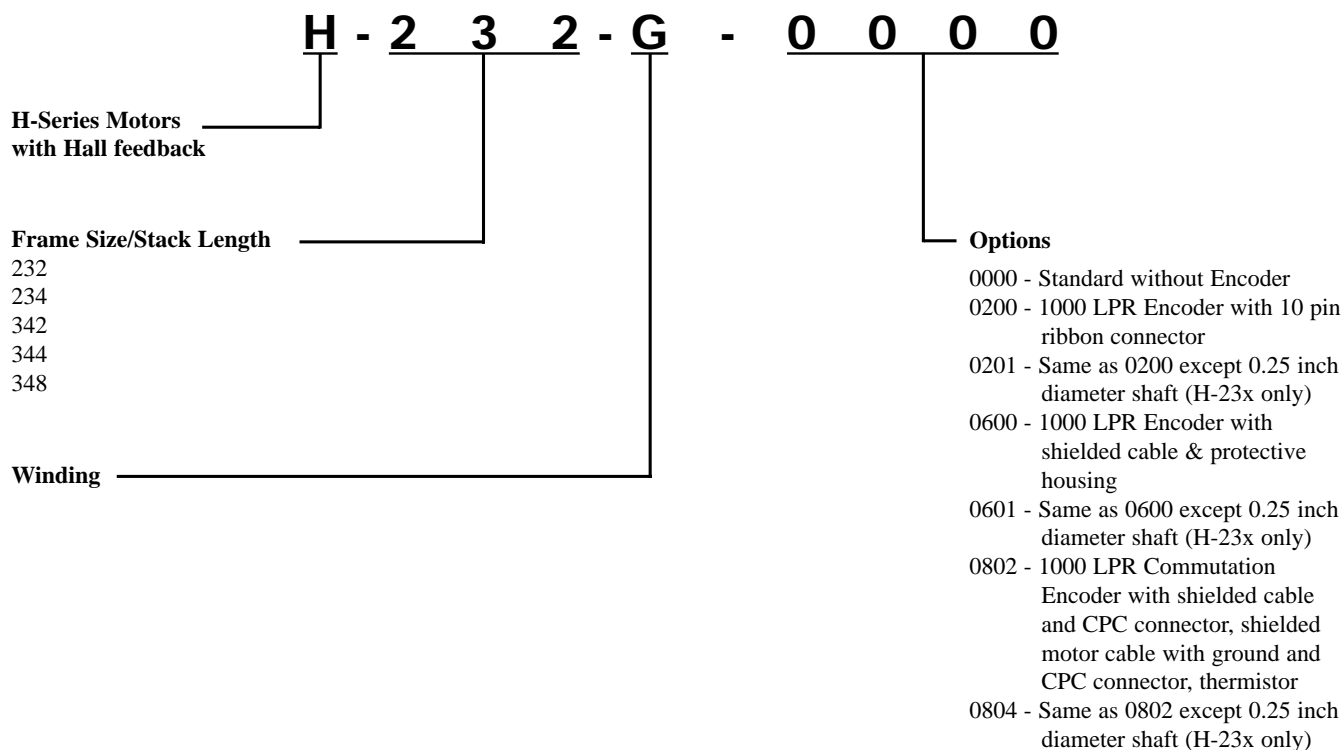 H - 2 3 2 - G - 0 0 0 0
H-Series Motors
with Hall feedback
Frame Size/Stack Length
232
234
342
344
348
Winding
Options
0000 - Standard without Encoder
0200 - 1000 LPR Encoder with 10 pin
ribbon connector
0201 - Same as 0200 except 0.25 inch
diameter shaft (H-23x only)
0600 - 1000 LPR Encoder with
shielded cable & protective
housing
0601 - Same as 0600 except 0.25 inch
diameter shaft (H-23x only)
0802 - 1000 LPR Commutation
Encoder with shielded cable
and CPC connector, shielded
motor cable with ground and
CPC connector, thermistor
0804 - Same as 0802 except 0.25 inch
diameter shaft (H-23x only)